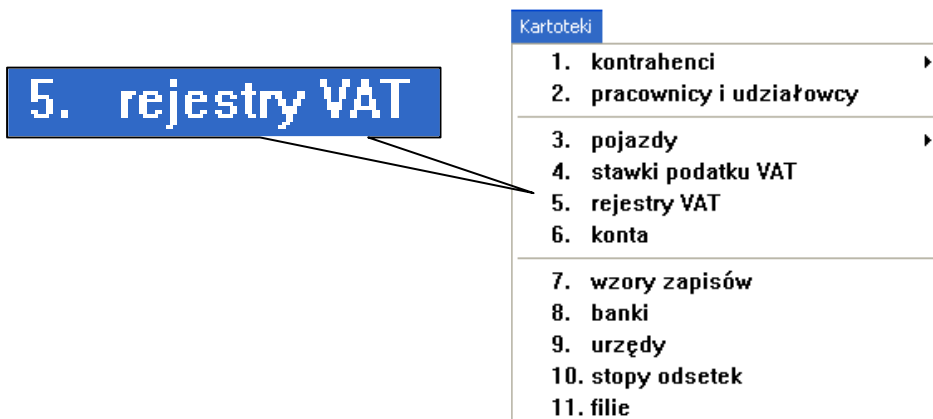 Kartoteki
1. kontrahenci
2. pracownicy i udziałowcy
5. rejestry VAT
3. pojazdy
4. stawki podatku VAT
5. rejestry VAT
6. konta
7. wzory zapisów
8. banki
9. urzędy
10. stopy odsetek
11. filie